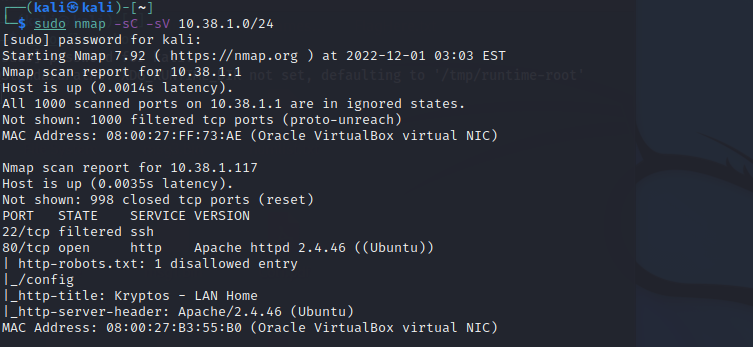 ┌──(kali㉿kali)-[~]
└─$ sudo nmap -sC -sV 10.38.1.0/24
[sudo] password for kali:
Starting Nmap 7.92 ( https://nmap.org ) at 2022-12-01 03:03 EST
Nmap scan report for 10.38.1.1
not set, defaulting to '/tmp/runtime-root'
Host is up (0.0014s latency).
All 1000 scanned ports on 10.38.1.1 are in ignored states.
Not shown: 1000 filtered tcp ports (proto-unreach)
MAC Address: 08:00:27:FF:73:AE (Oracle VirtualBox virtual NIC)

Nmap scan report for 10.38.1.117
Host is up (0.0035s latency).
Not shown: 998 closed tcp ports (reset)
PORT   STATE    SERVICE VERSION
22/tcp filtered ssh
80/tcp open     http    Apache httpd 2.4.46 ((Ubuntu))
| http-robots.txt: 1 disallowed entry
|_/config
|_http-title: Kryptos - LAN Home
|_http-server-header: Apache/2.4.46 (Ubuntu)
MAC Address: 08:00:27:B3:55:B0 (Oracle VirtualBox virtual NIC)